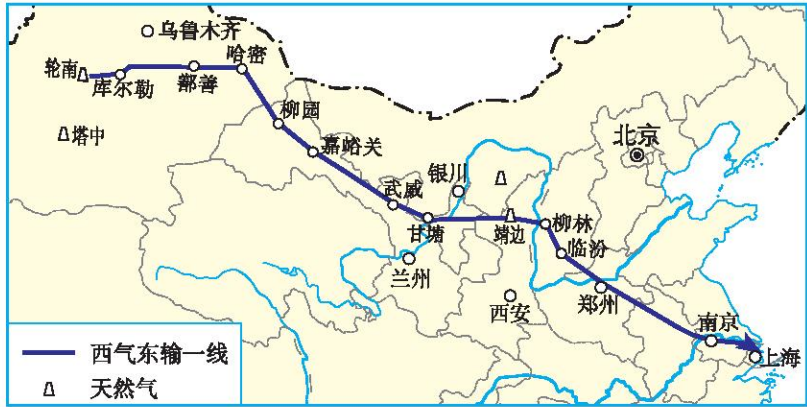 乌鲁木齐
哈密
轮南
库尔勒
鄯善
塔中
柳园
嘉峪关
北京
银川
武威
甘塘
靖边
柳林
临汾
兰州
西安
郑州
南京
上海
西气东输一线
天然气